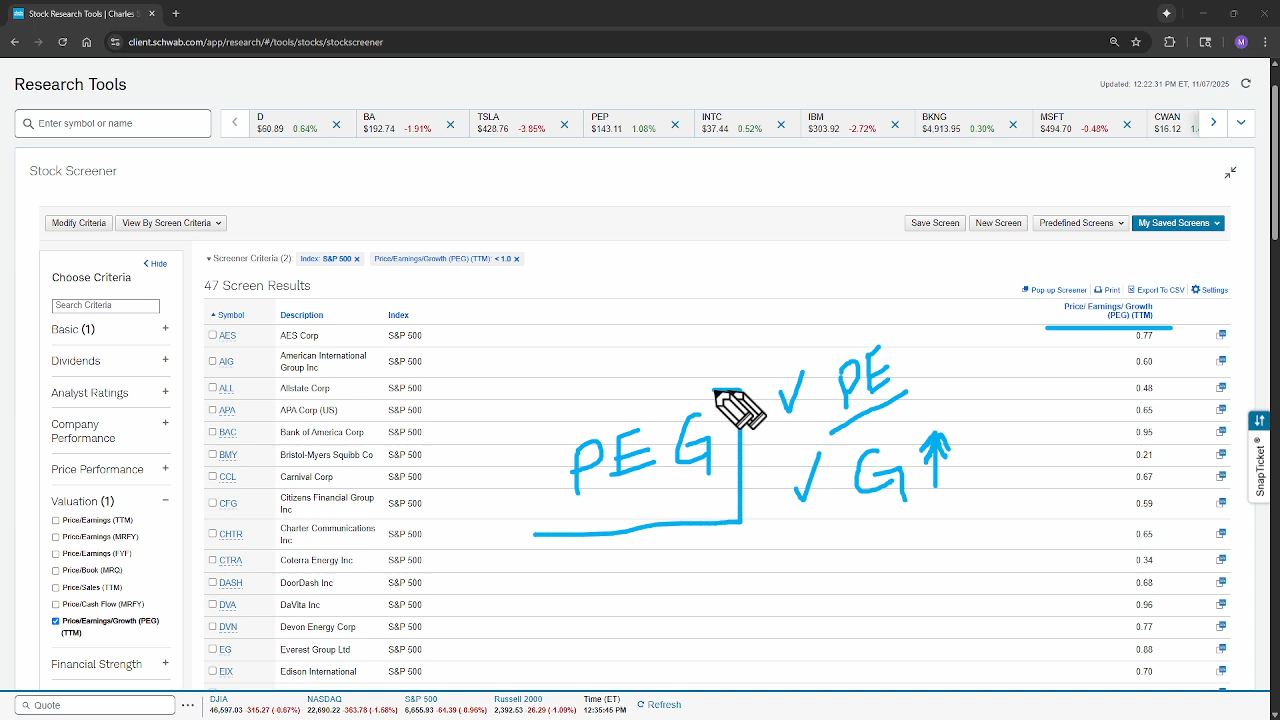 Stock Research Tools | Charles S
client.schwab.com/app/research/#/tools/stocks/stockscreener
M
Research Tools
Updated: 12:22:31 PM ET, 11/07/2025
Enter symbol or name
D BA TSLA PEP INTC IBM BKNG MSFT CWAN
$60.89 0.64% $192.74 -1.91% $428.75 -3.85% $143.11 1.08% $37.44 0.52% $303.92 -2.72% $4,913.95 0.30% $494.70 -0.48% $16.12 1.
Stock Screener
Modify Criteria View By Screen Criteria Save Screen New Screen Predefined Screens My Saved Screens
Hide
Choose Criteria
Search Criteria
Basic (1) +
Dividends +
Analyst Ratings +
Company
Performance +
Price Performance +
Valuation (1) −
Price/Earnings (TTM)
Price/Earnings (MRFY)
Price/Earnings (FYF)
Price/Book (MRQ)
Price/Sales (TTM)
Price/Cash Flow (MRFY)
Price/Earnings/Growth (PEG)
(TTM)
Financial Strength +
Screener Criteria (2): Index: S&P 500 × Price/Earnings/Growth (PEG) (TTM): < 1.0 ×
47 Screen Results
Pop-up Screener Print Export To CSV Settings
Symbol Description Index Price/ Earnings/ Growth
(PEG) (TTM)
AES AES Corp S&P 500 0.77
AIG American International
Group Inc S&P 500 0.60
ALL Allstate Corp S&P 500 0.48
APA APA Corp (US) S&P 500 0.65
BAC Bank of America Corp S&P 500 0.95
BMY Bristol-Myers Squibb Co S&P 500 0.21
CCL Carnival Corp S&P 500 0.67
CFG Citizens Financial Group
Inc S&P 500 0.59
CHTR Charter Communications
Inc S&P 500 0.65
CTRA Coterra Energy Inc S&P 500 0.34
DASH DoorDash Inc S&P 500 0.68
DVA DaVita Inc S&P 500 0.96
DVN Devon Energy Corp S&P 500 0.77
EG Everest Group Ltd S&P 500 0.88
EIX Edison International S&P 500 0.70
PEG
✓ PE
✓ G ↑
SnapTicket®
Quote
DJIA NASDAQ S&P 500 Russell 2000 Time (ET)
46,597.03 -315.27 (-0.67%) 22,690.22 -363.78 (-1.58%) 6,655.93 -64.39 (-0.96%) 2,392.53 -26.29 (-1.09%) 12:35:45 PM
Refresh